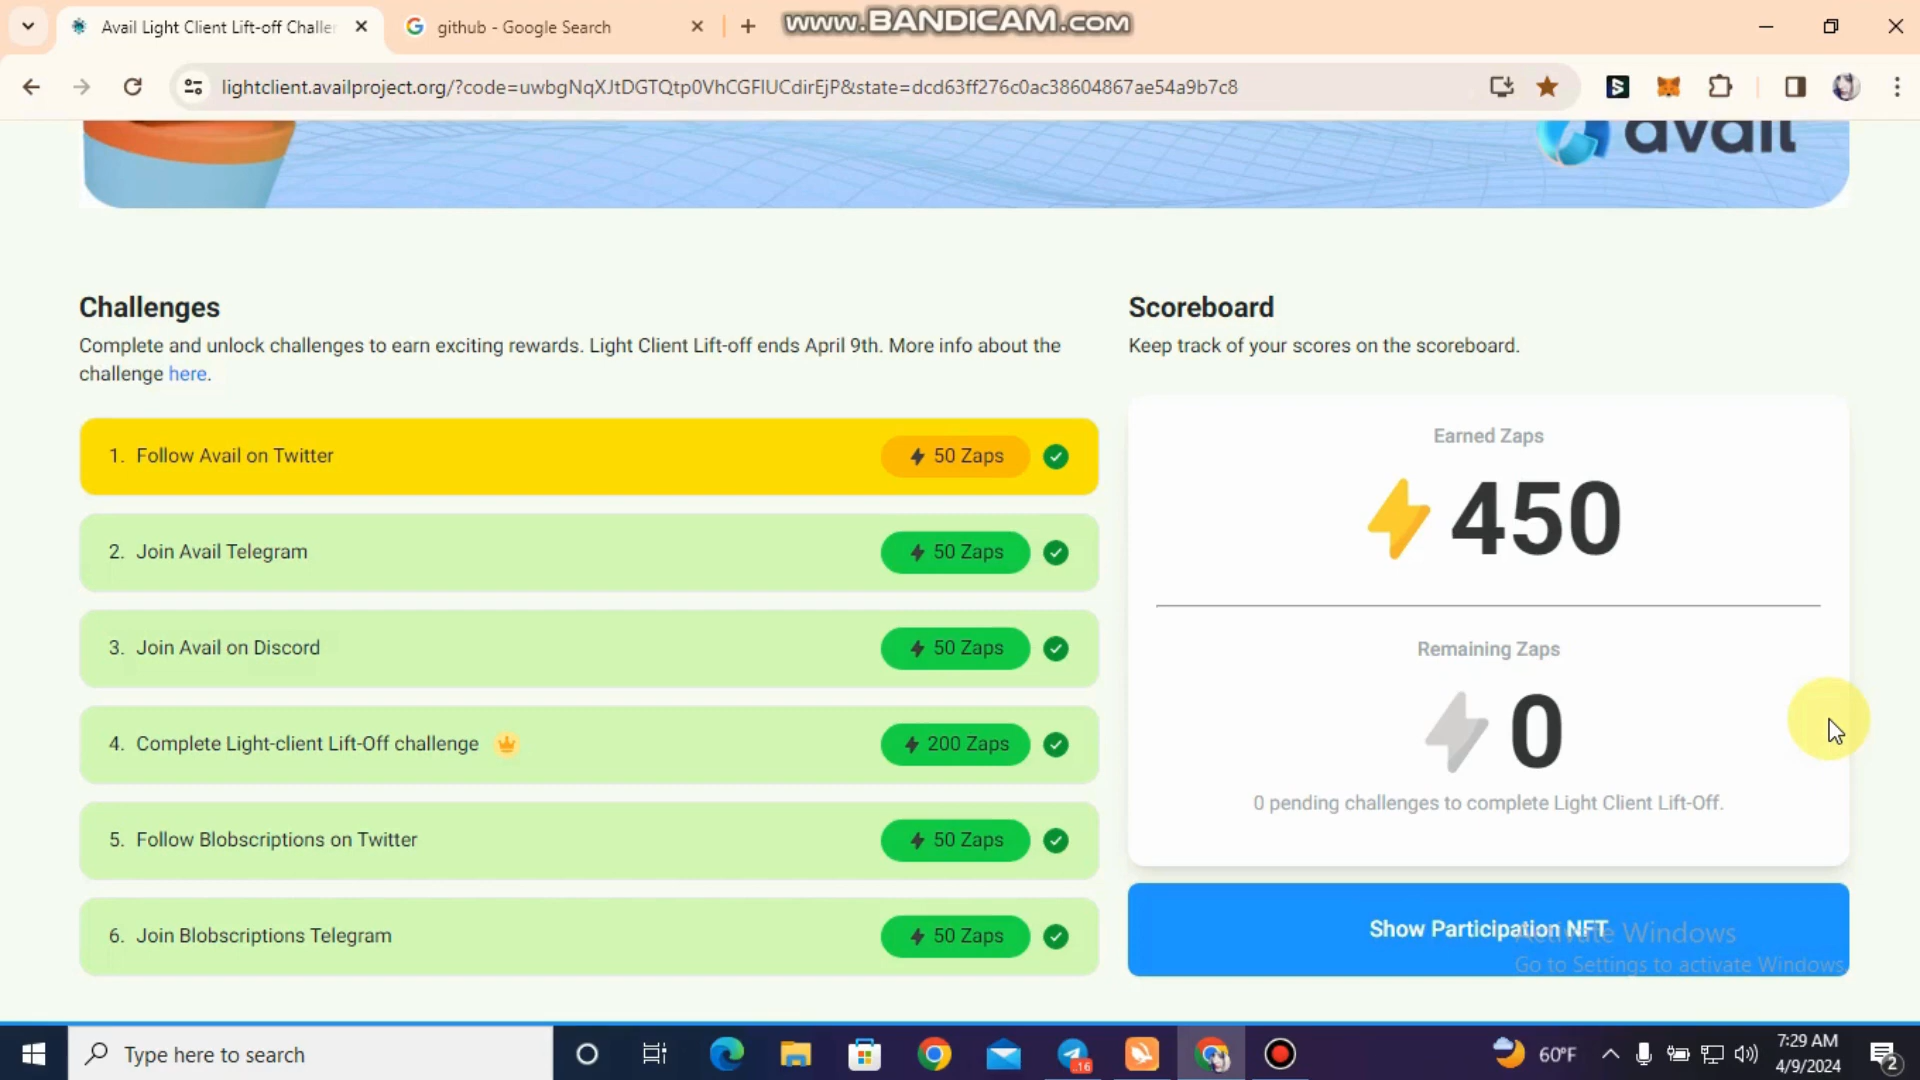 Avail Light Client Lift-off Challe
github - Google Search
www.BANDICAM.com
lightclient.availproject.org/?code=uwbgNqXJtDGTQtp0VhCGFlUCdirEjP&state=dcd63ff276c0ac38604867ae54a9b7c8
avail
Challenges
Complete and unlock challenges to earn exciting rewards. Light Client Lift-off ends April 9th. More info about the
challenge here.
1. Follow Avail on Twitter 50 Zaps
2. Join Avail Telegram 50 Zaps
3. Join Avail on Discord 50 Zaps
4. Complete Light-client Lift-Off challenge 200 Zaps
5. Follow Blobscriptions on Twitter 50 Zaps
6. Join Blobscriptions Telegram 50 Zaps
Scoreboard
Keep track of your scores on the scoreboard.
Earned Zaps
450
Remaining Zaps
0
0 pending challenges to complete Light Client Lift-Off.
Show Participation NFT
Activate Windows
Go to Settings to activate Windows.
Type here to search
16
60°F
7:29 AM
4/9/2024
2